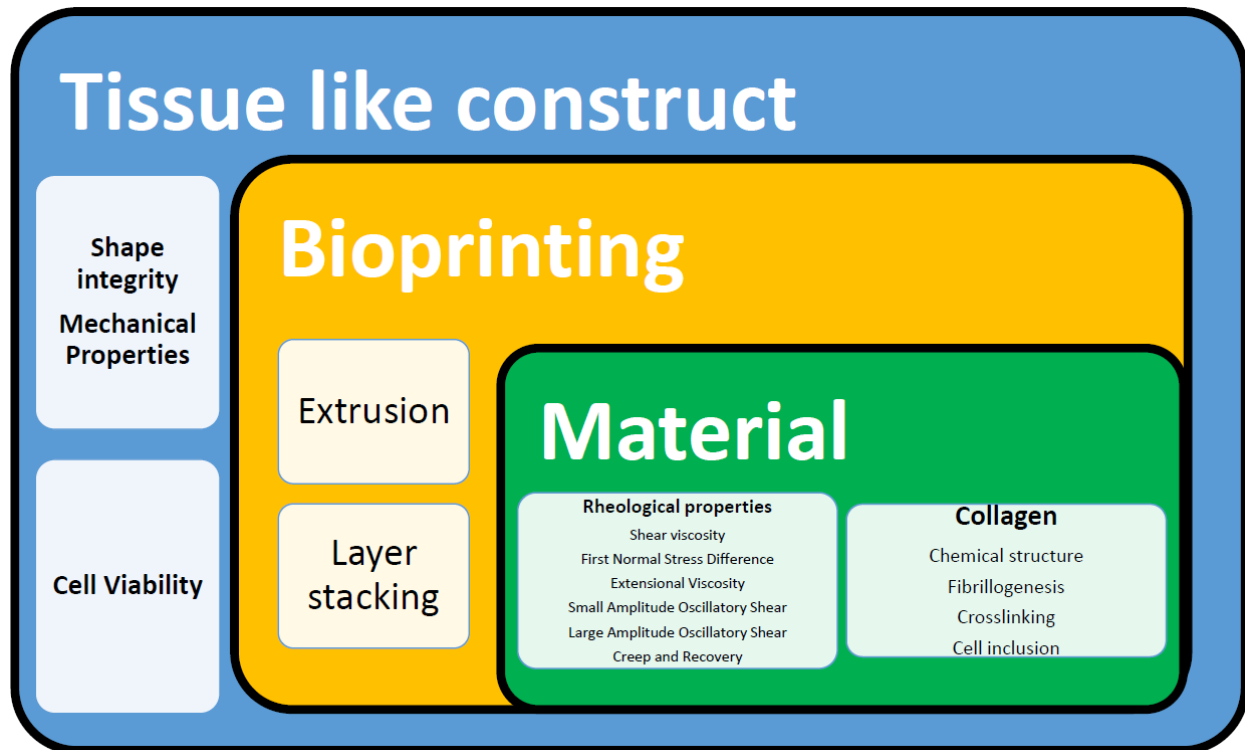 Tissue like construct
Shape
integrity
Mechanical
Properties
Cell Viability
Bioprinting
Extrusion
Layer
stacking
Material
Rheological properties
Shear viscosity
First Normal Stress Difference
Extensional Viscosity
Small Amplitude Oscillatory Shear
Large Amplitude Oscillatory Shear
Creep and Recovery
Collagen
Chemical structure
Fibrillogenesis
Crosslinking
Cell inclusion